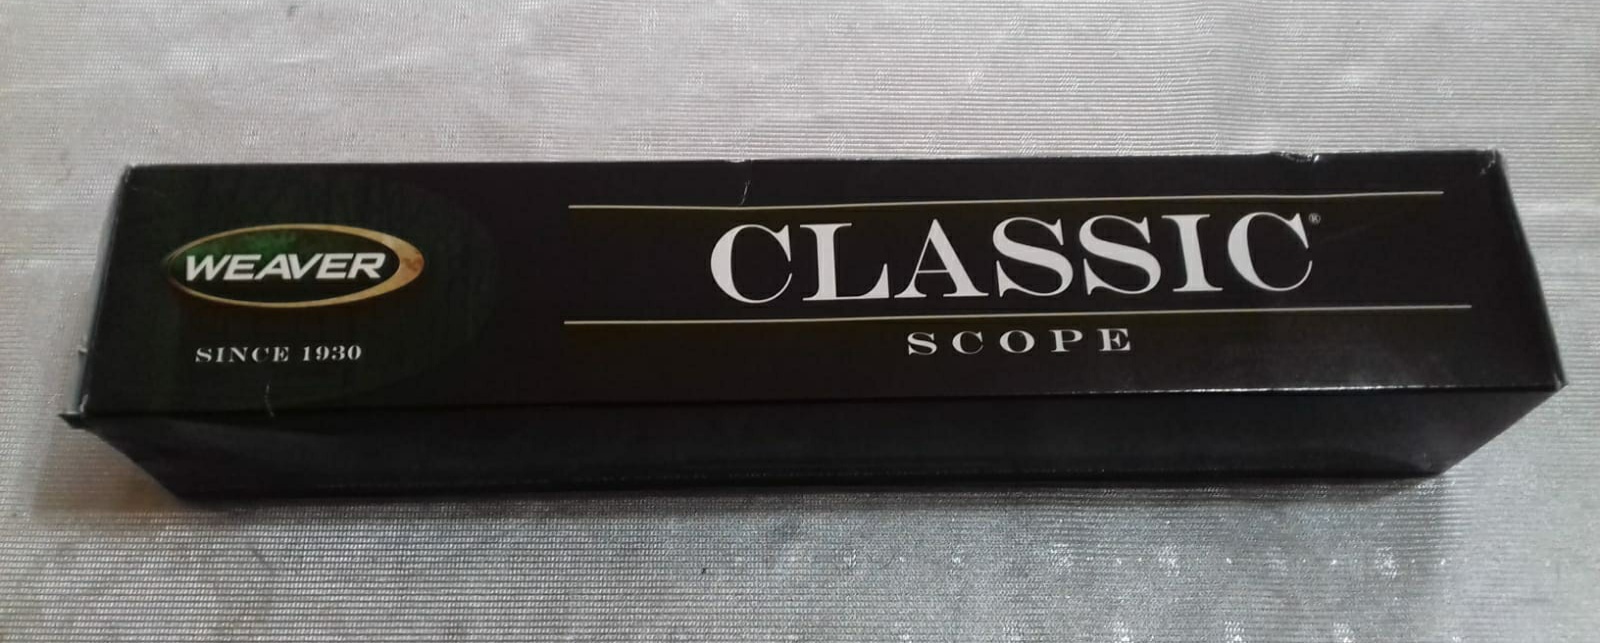 WEAVER
SINCE 1930
CLASSIC®
SCOPE